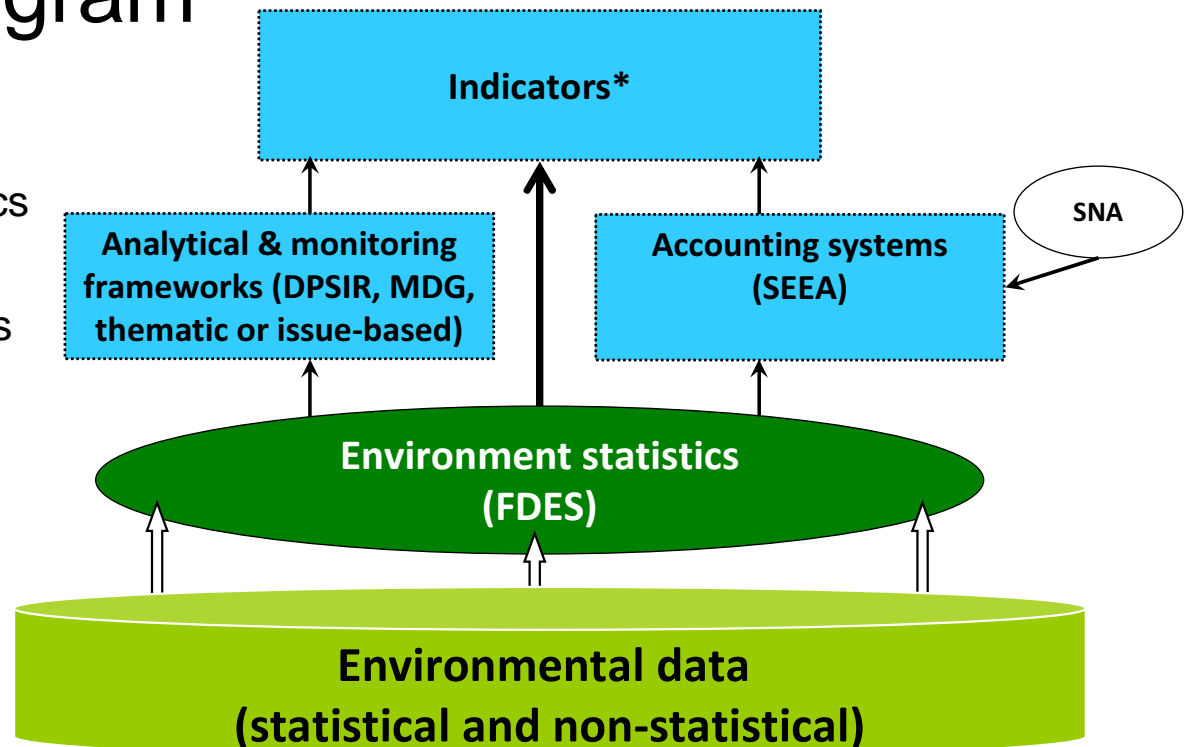 gram
Indicators*
cs
s
Analytical & monitoring
frameworks (DPSIR, MDG,
thematic or issue-based)
Accounting systems
(SEEA)
SNA
Environment statistics
(FDES)
Environmental data
(statistical and non-statistical)